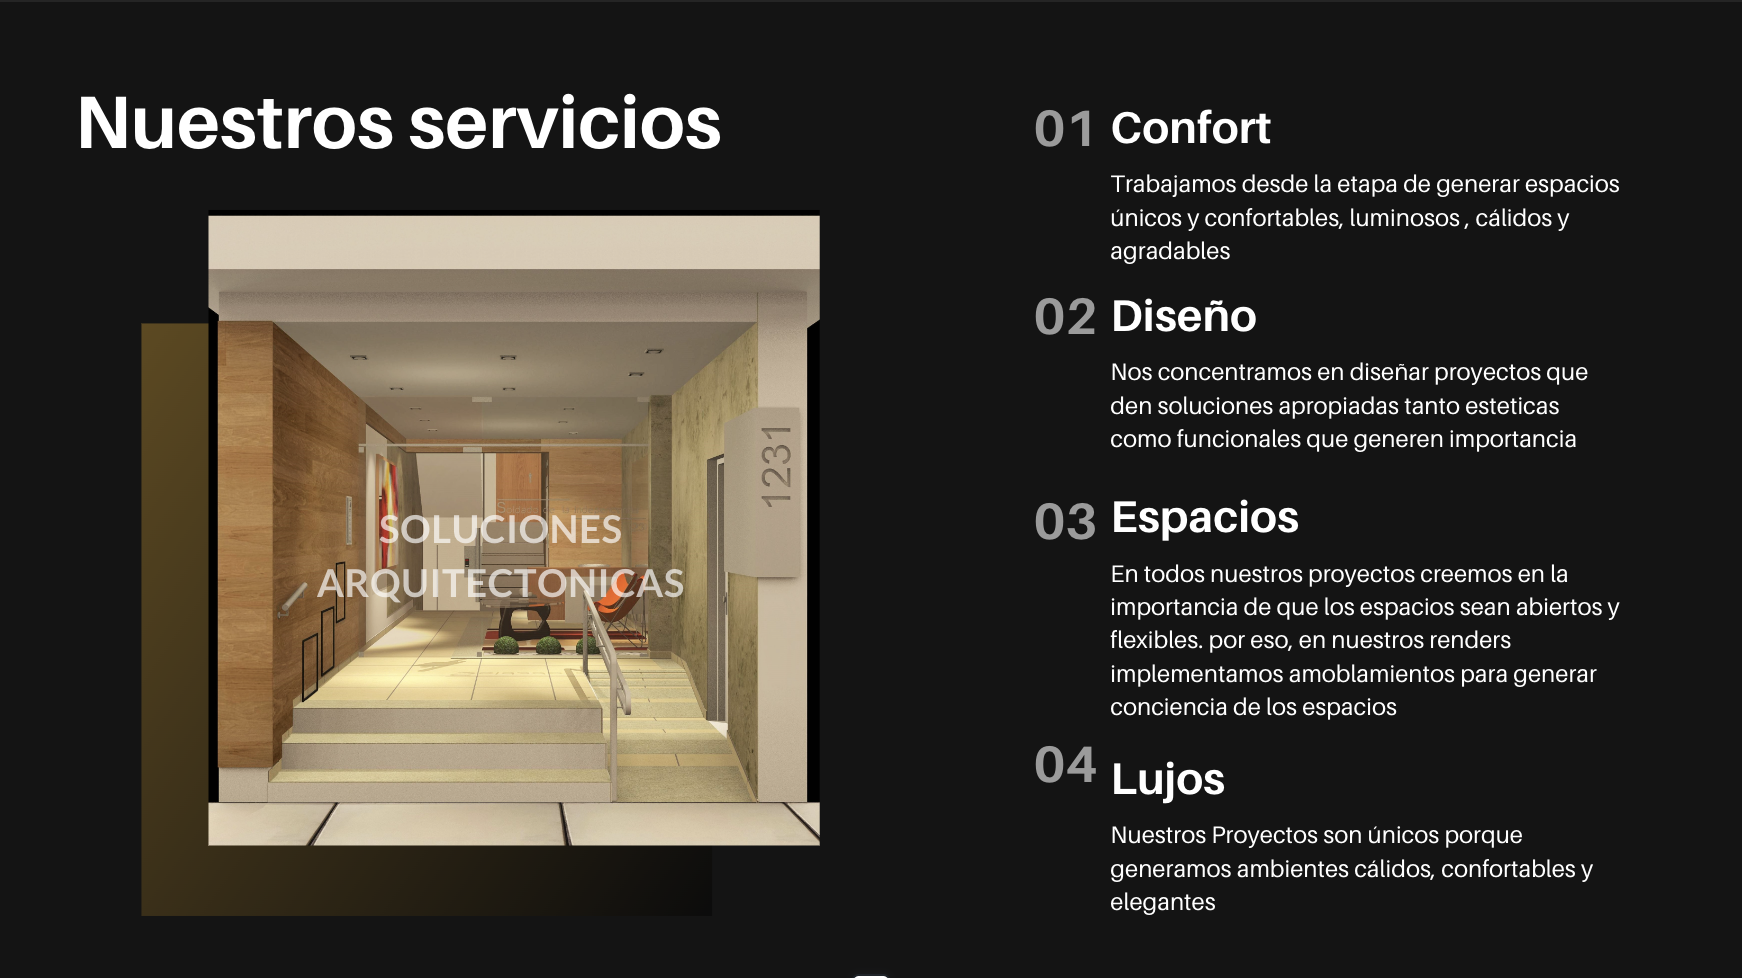 Nuestros servicios
SOLUCIONES
ARQUITECTONICAS
1231
01 Confort
Trabajamos desde la etapa de generar espacios
únicos y confortables, luminosos , cálidos y
agradables
02 Diseño
Nos concentramos en diseñar proyectos que
den soluciones apropiadas tanto esteticas
como funcionales que generen importancia
03 Espacios
En todos nuestros proyectos creemos en la
importancia de que los espacios sean abiertos y
flexibles. por eso, en nuestros renders
implementamos amoblamientos para generar
conciencia de los espacios
04 Lujos
Nuestros Proyectos son únicos porque
generamos ambientes cálidos, confortables y
elegantes